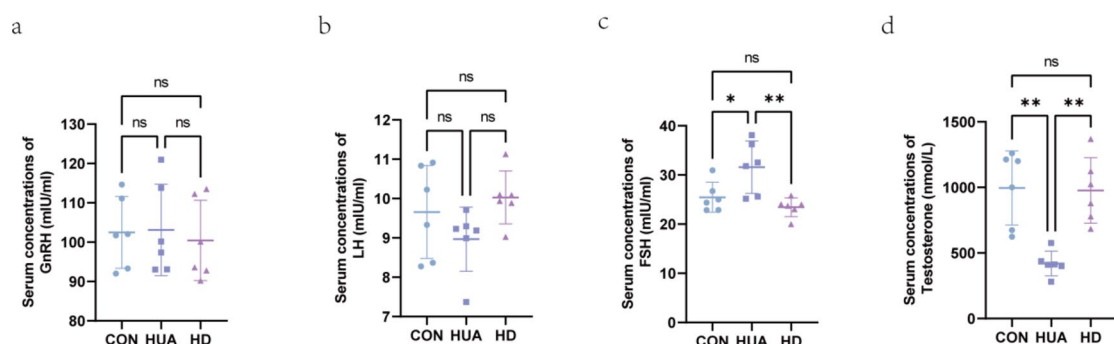 a
ns
ns
ns
Serum concentrations of
GnRH (mIU/ml)
130
120
110
100
90
80
CON
HUA
HD
b
ns
ns
ns
Serum concentrations of
LH (mIU/ml)
12
11
10
9
8
7
CON
HUA
HD
c
ns
*
**
Serum concentrations of
FSH (mIU/ml)
40
30
20
10
0
CON
HUA
HD
d
ns
**
**
Serum concentrations of
Testosterone (nmol/L)
1500
1000
500
0
CON
HUA
HD